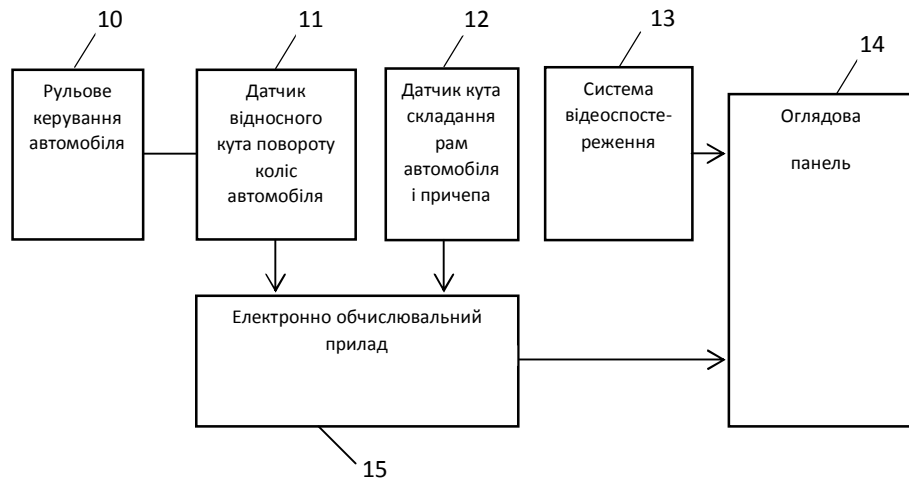 10
11
12
13
14
Рульове
керування
автомобіля
Датчик
відносного
кута повороту
коліс
автомобіля
Датчик кута
складання
рам
автомобіля
і причепа
Система
відеоспосте-
реження
Оглядова
панель
Електронно обчислювальний
прилад
15